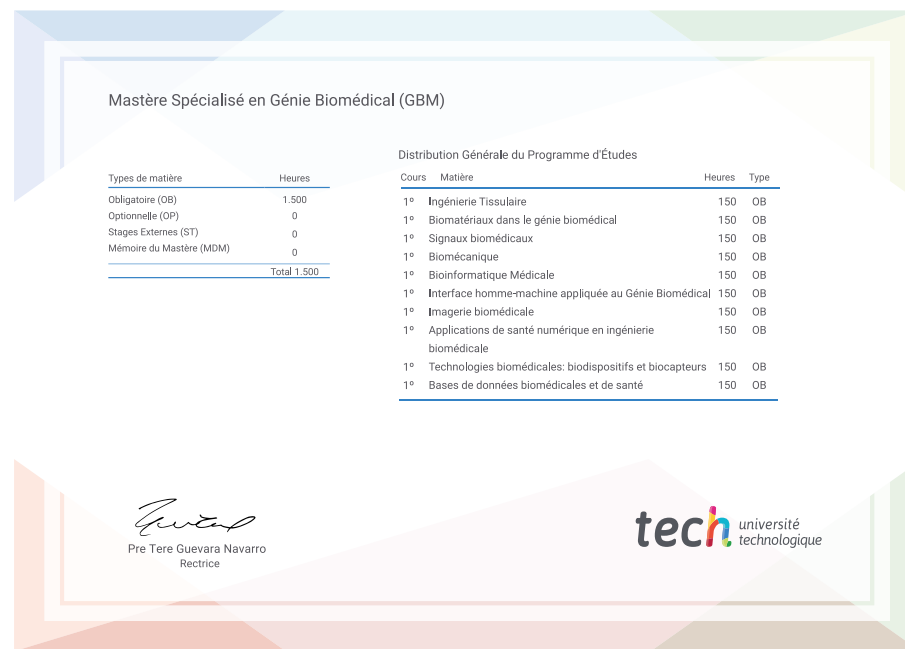 Mastère Spécialisé en Génie Biomédical (GBM)
Types de matière Heures
Obligatoire (OB) 1.500
Optionnelle (OP) 0
Stages Externes (ST) 0
Mémoire du Mastère (MDM) 0
Total 1.500
Distribution Générale du Programme d'Études
Cours Matière Heures Type
1º Ingénierie Tissulaire 150 OB
1º Biomatériaux dans le génie biomédical 150 OB
1º Signaux biomédicaux 150 OB
1º Biomécanique 150 OB
1º Bioinformatique Médicale 150 OB
1º Interface homme-machine appliquée au Génie Biomédical 150 OB
1º Imagerie biomédicale 150 OB
1º Applications de santé numérique en ingénierie 150 OB
biomédicale
1º Technologies biomédicales: biodispositifs et biocapteurs 150 OB
1º Bases de données biomédicales et de santé 150 OB
Pre Tere Guevara Navarro
Rectrice
tech université
technologique